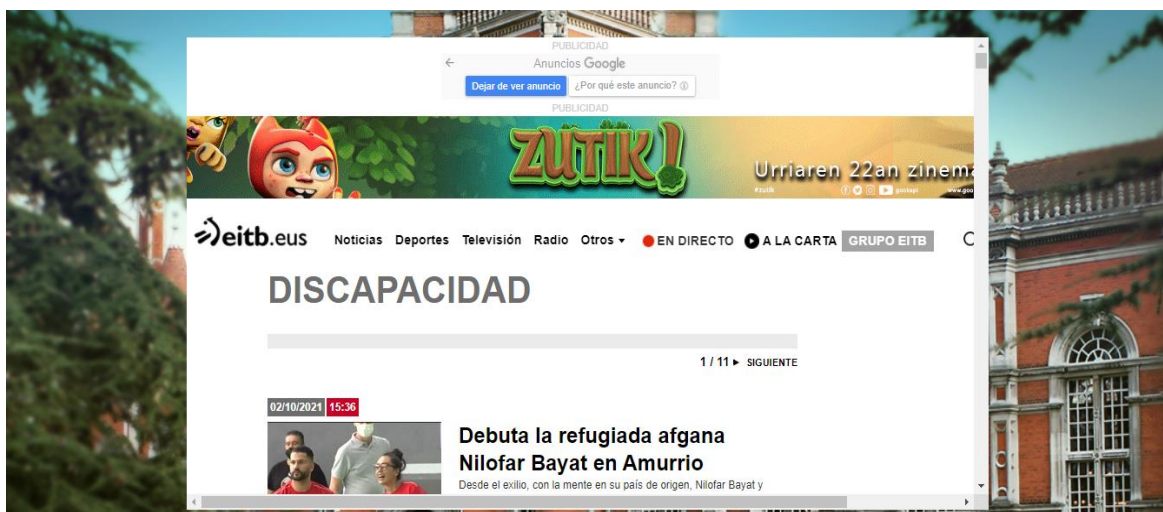 PUBLICIDAD
Anuncios Google
Dejar de ver anuncio ¿Por qué este anuncio?
PUBLICIDAD
ZUTIK!
Urriaren 22an zinema
#zutik
eitb.eus Noticias Deportes Televisión Radio Otros EN DIRECTO A LA CARTA GRUPO EITB
DISCAPACIDAD
1 / 11 SIGUIENTE
02/10/2021 15:36
Debuta la refugiada afgana
Nilofar Bayat en Amurrio
Desde el exilio, con la mente en su país de origen, Nilofar Bayat y